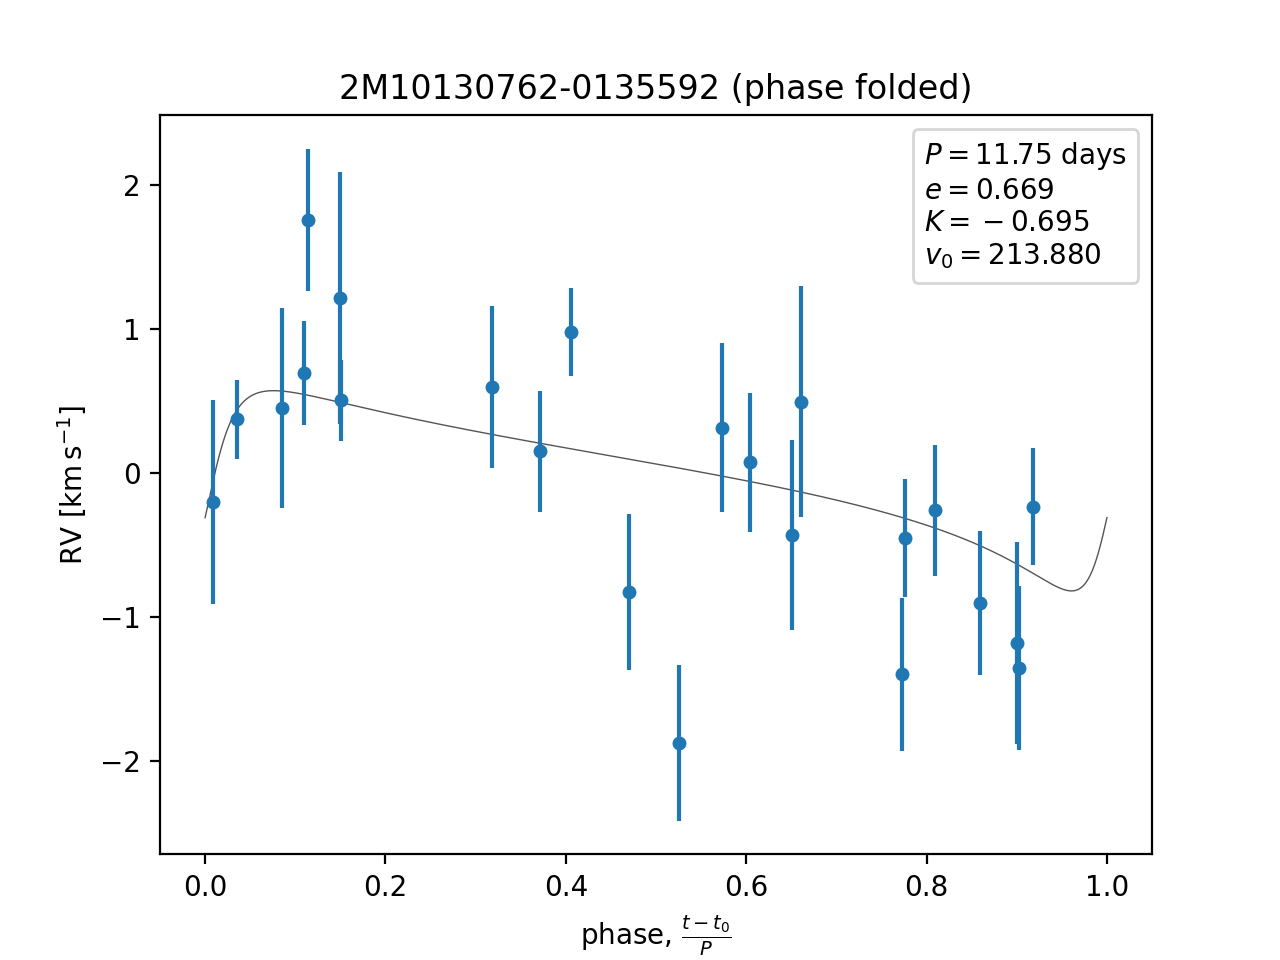 2M10130762-0135592 (phase folded)
P = 11.75 days
e = 0.669
K = −0.695
v₀ = 213.880
2
1
0
−1
−2
RV [km s⁻¹]
0.0 0.2 0.4 0.6 0.8 1.0
phase, (t − t₀)/P